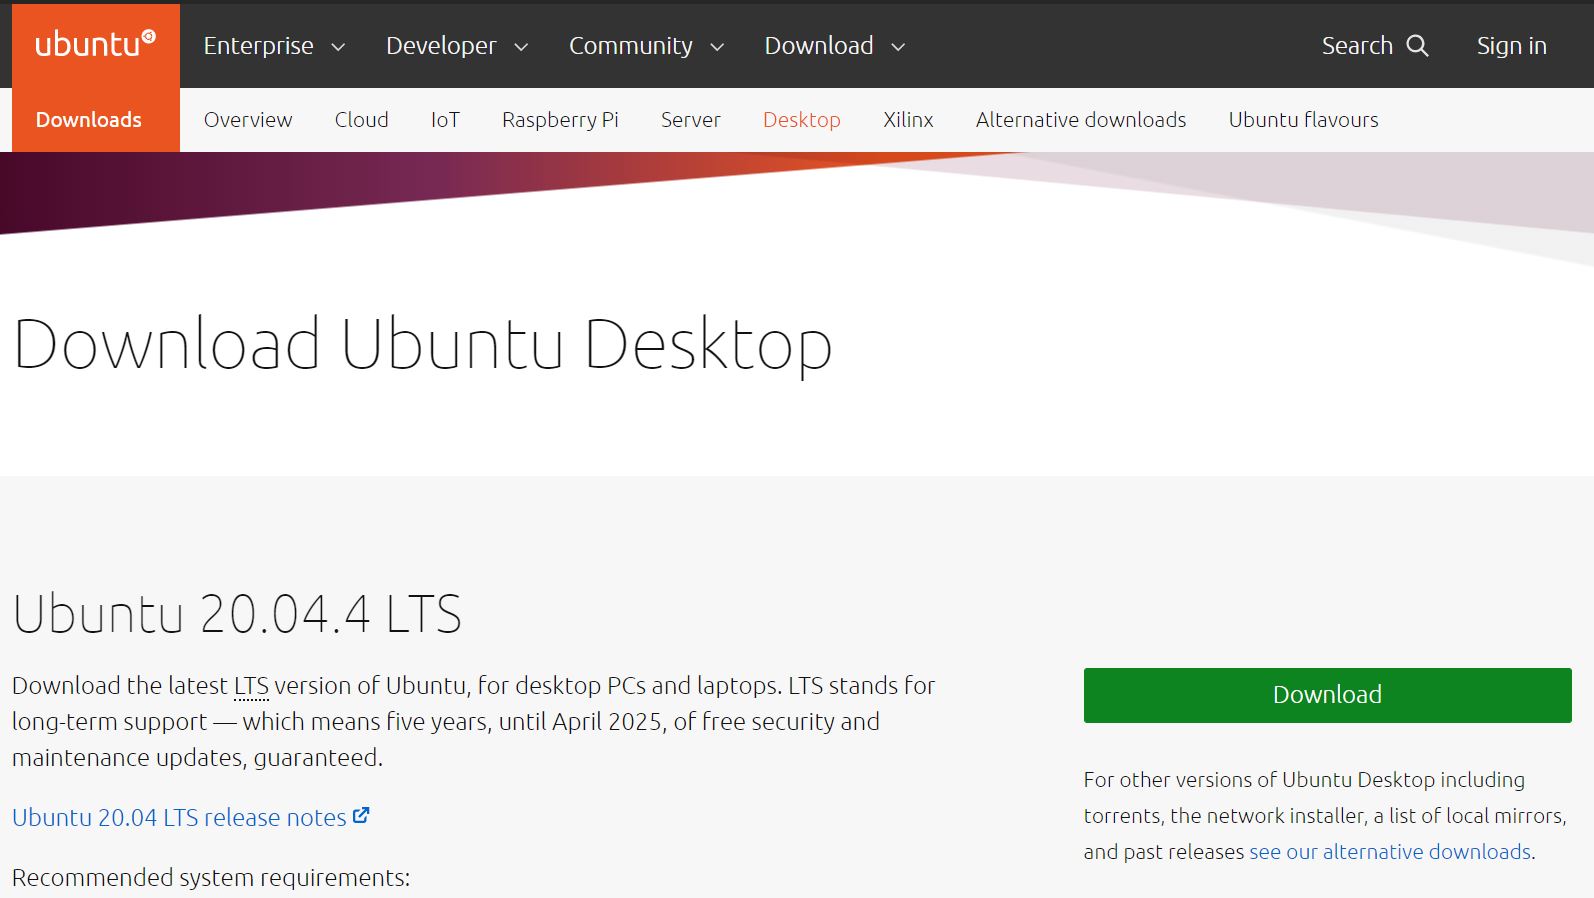 ubuntu
Enterprise Developer Community Download Search Sign in
Downloads Overview Cloud IoT Raspberry Pi Server Desktop Xilinx Alternative downloads Ubuntu flavours
Download Ubuntu Desktop
Ubuntu 20.04.4 LTS
Download the latest LTS version of Ubuntu, for desktop PCs and laptops. LTS stands for
long-term support — which means five years, until April 2025, of free security and
maintenance updates, guaranteed.
Ubuntu 20.04 LTS release notes
Recommended system requirements:
Download
For other versions of Ubuntu Desktop including
torrents, the network installer, a list of local mirrors,
and past releases see our alternative downloads.